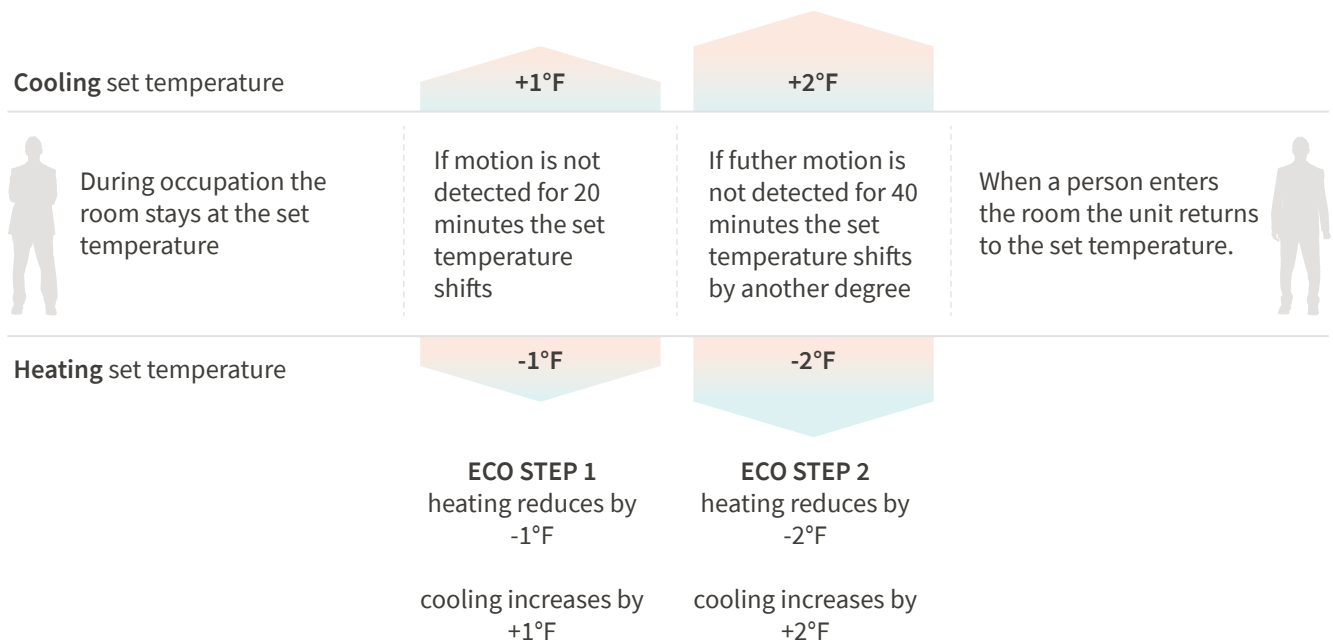 Cooling set temperature
+1°F
+2°F
During occupation the
room stays at the set
temperature
If motion is not
detected for 20
minutes the set
temperature
shifts
If futher motion is
not detected for 40
minutes the set
temperature shifts
by another degree
When a person enters
the room the unit returns
to the set temperature.
Heating set temperature
-1°F
-2°F
ECO STEP 1
heating reduces by
-1°F
cooling increases by
+1°F
ECO STEP 2
heating reduces by
-2°F
cooling increases by
+2°F